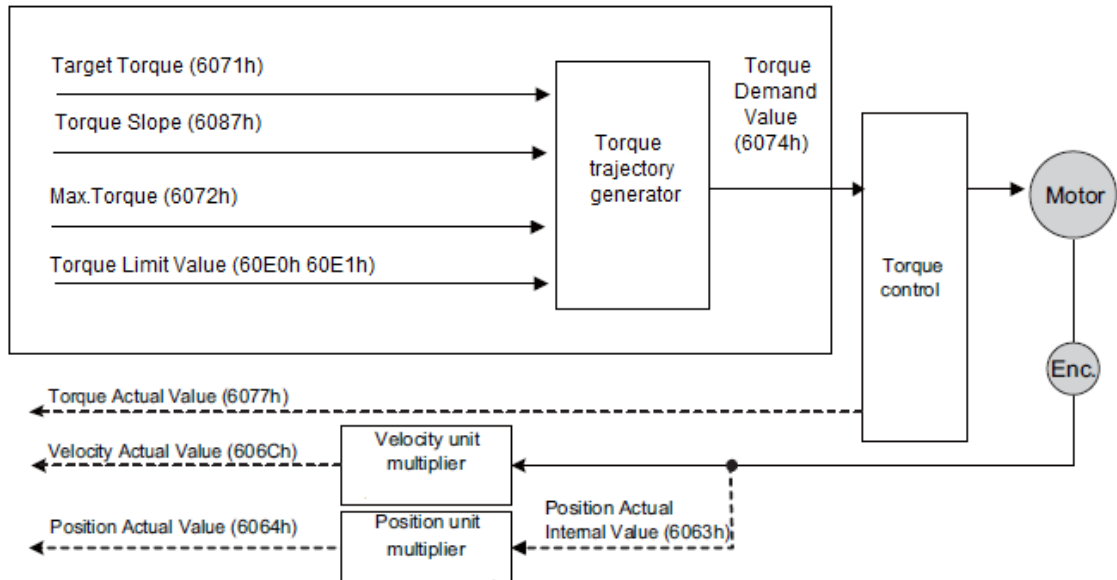 Target Torque (6071h)
Torque Slope (6087h)
Max.Torque (6072h)
Torque Limit Value (60E0h 60E1h)
Torque
trajectory
generator
Torque
Demand
Value
(6074h)
Torque
control
Motor
Enc.
Torque Actual Value (6077h)
Velocity Actual Value (606Ch)
Velocity unit
multiplier
Position Actual Value (6064h)
Position unit
multiplier
Position Actual
Internal Value (6063h)